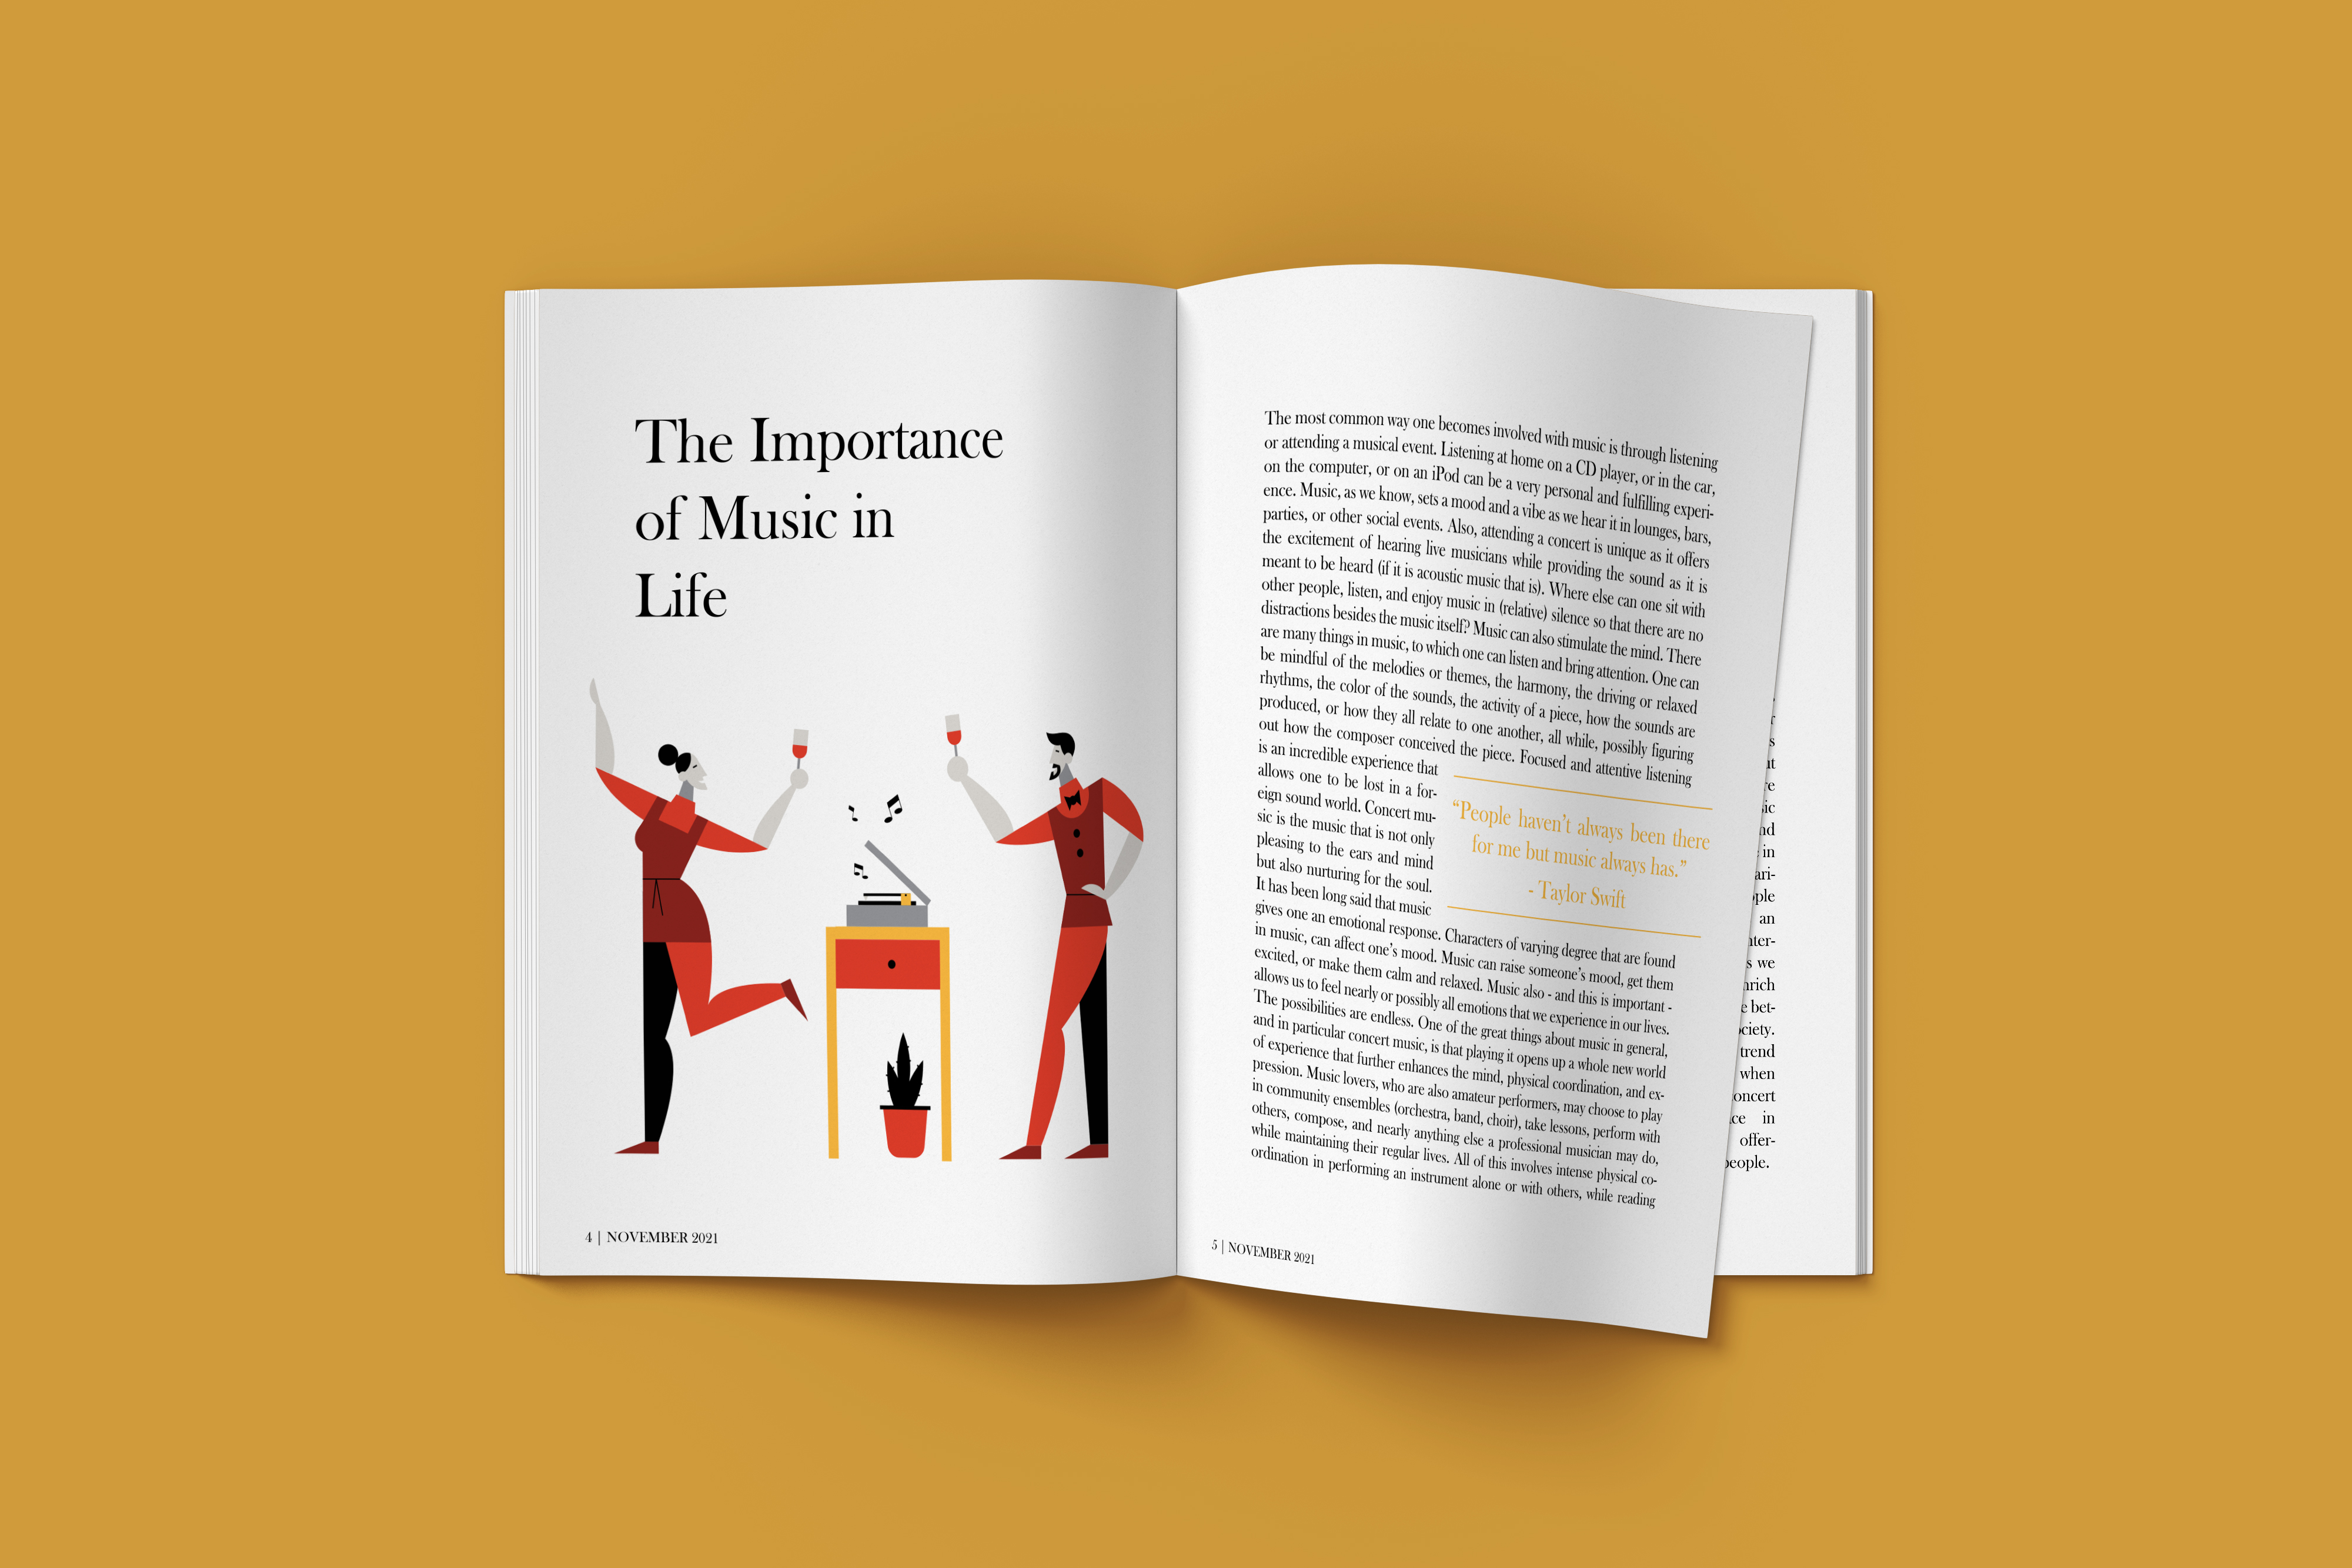 The Importance
of Music in
Life
4 | NOVEMBER 2021
The most common way one becomes involved with music is through listening
or attending a musical event. Listening at home on a CD player, or in the car,
on the computer, or on an iPod can be a very personal and fulfilling experi-
ence. Music, as we know, sets a mood and a vibe as we hear it in lounges, bars,
parties, or other social events. Also, attending a concert is unique as it offers
the excitement of hearing live musicians while providing the sound as it is
meant to be heard (if it is acoustic music that is). Where else can one sit with
other people, listen, and enjoy music in (relative) silence so that there are no
distractions besides the music itself? Music can also stimulate the mind. There
are many things in music, to which one can listen and bring attention. One can
be mindful of the melodies or themes, the harmony, the driving or relaxed
rhythms, the color of the sounds, the activity of a piece, how the sounds are
produced, or how they all relate to one another, all while, possibly figuring
out how the composer conceived the piece. Focused and attentive listening
is an incredible experience that
allows one to be lost in a for-
eign sound world. Concert mu-
sic is the music that is not only
pleasing to the ears and mind
but also nurturing for the soul.
It has been long said that music
gives one an emotional response. Characters of varying degree that are found
in music, can affect one's mood. Music can raise someone's mood, get them
excited, or make them calm and relaxed. Music also - and this is important -
allows us to feel nearly or possibly all emotions that we experience in our lives.
The possibilities are endless. One of the great things about music in general,
and in particular concert music, is that playing it opens up a whole new world
of experience that further enhances the mind, physical coordination, and ex-
pression. Music lovers, who are also amateur performers, may choose to play
in community ensembles (orchestra, band, choir), take lessons, perform with
others, compose, and nearly anything else a professional musician may do,
while maintaining their regular lives. All of this involves intense physical co-
ordination in performing an instrument alone or with others, while reading
“People haven't always been there
for me but music always has.”
- Taylor Swift
5 | NOVEMBER 2021
in
an
we
bet-
trend
when
in
offer-
people.